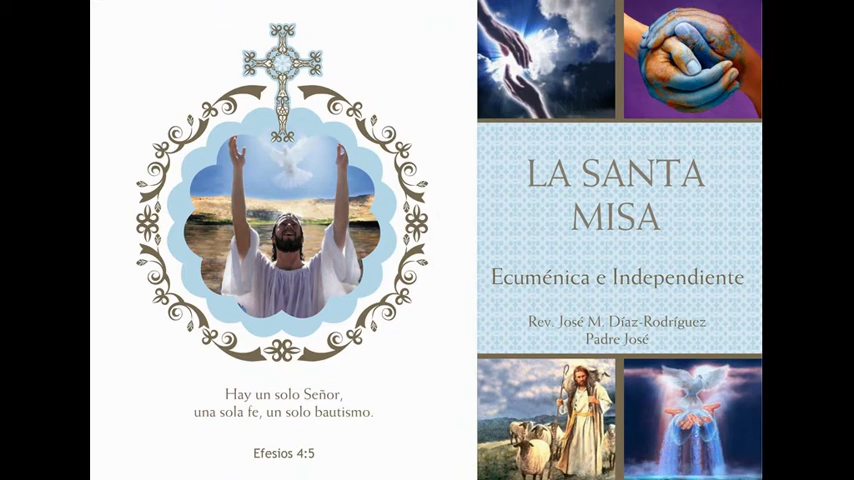 Hay un solo Señor,
una sola fe, un solo bautismo.
Efesios 4:5
LA SANTA
MISA
Ecuménica e Independiente
Rev. José M. Díaz-Rodríguez
Padre José